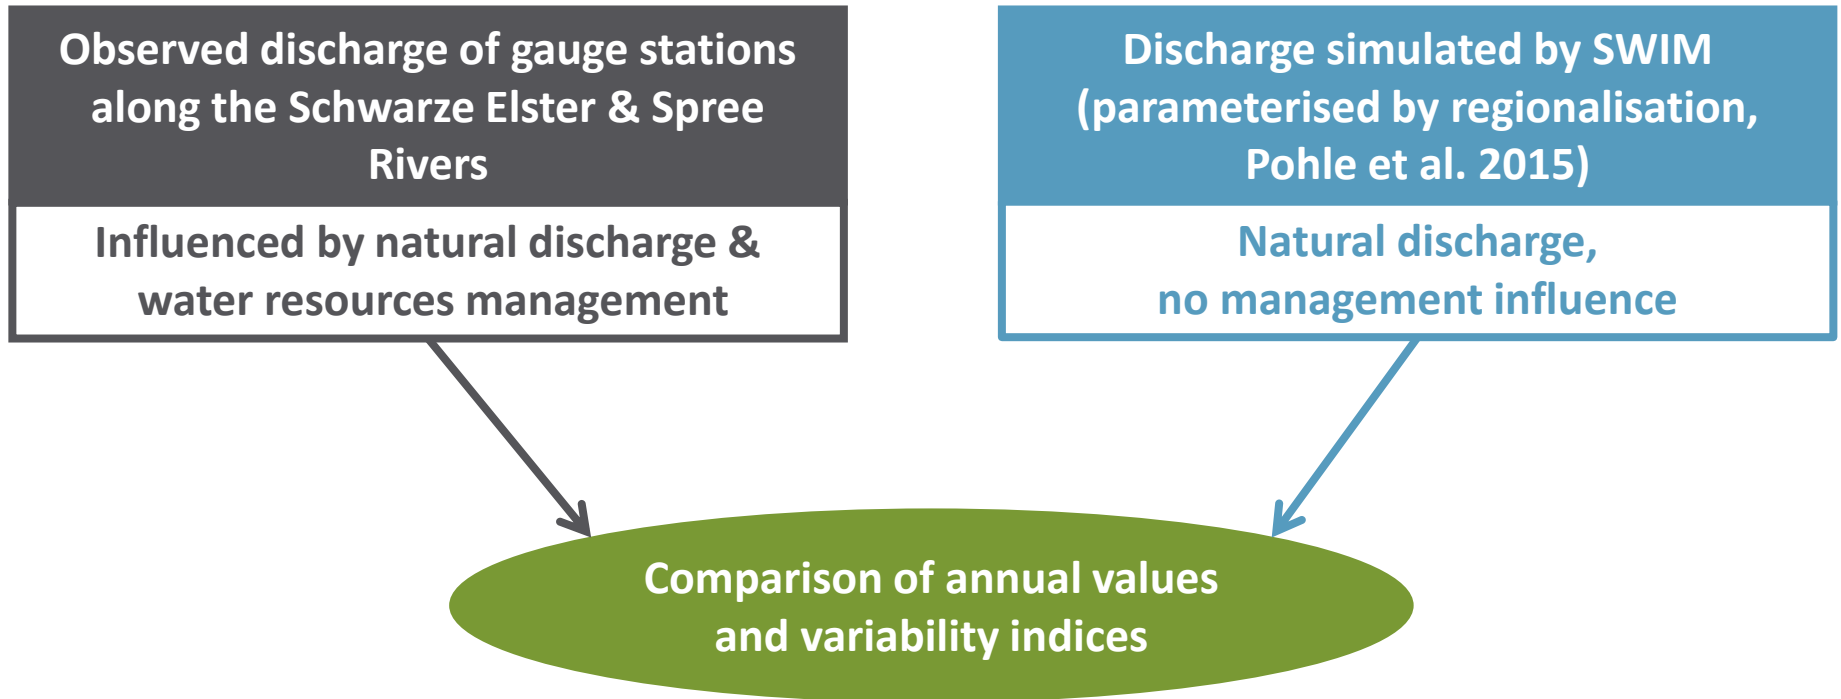 Observed discharge of gauge stations
along the Schwarze Elster & Spree
Rivers
Influenced by natural discharge &
water resources management
Discharge simulated by SWIM
(parameterised by regionalisation,
Pohle et al. 2015)
Natural discharge,
no management influence
Comparison of annual values
and variability indices